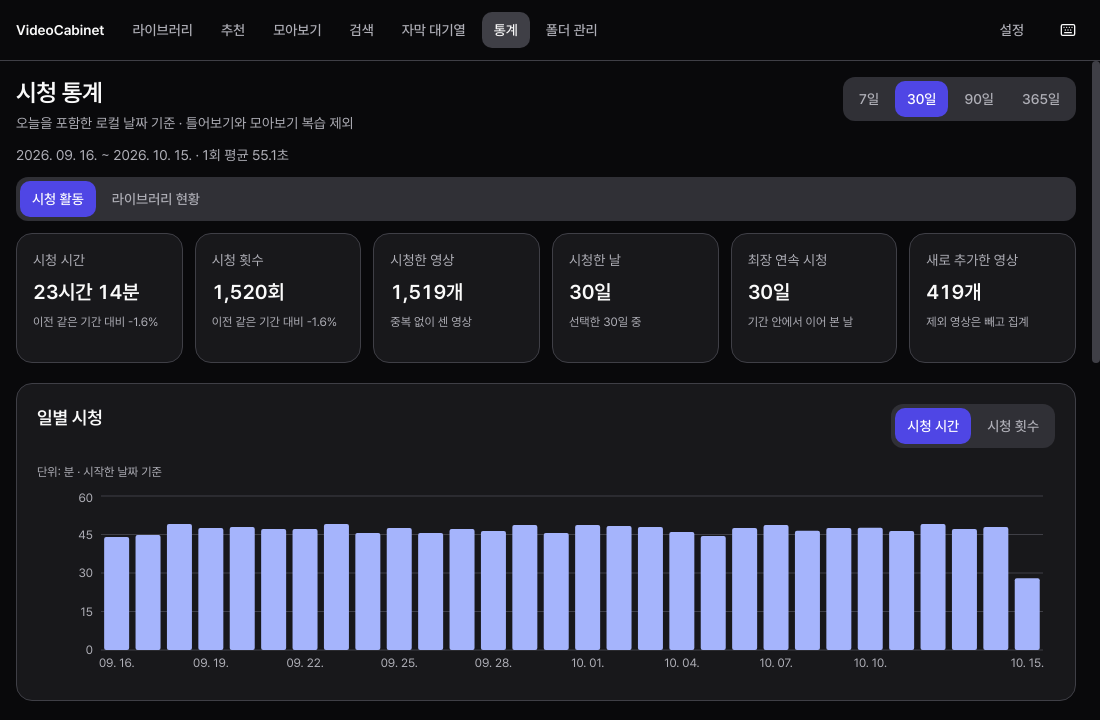 VideoCabinet 라이브러리 추천 모아보기 검색 자막 대기열 통계 폴더 관리 설정
시청 통계
7일 30일 90일 365일
오늘을 포함한 로컬 날짜 기준 · 틀어보기와 모아보기 복습 제외
2026. 09. 16. ~ 2026. 10. 15. · 1회 평균 55.1초
시청 활동 라이브러리 현황
시청 시간
23시간 14분
이전 같은 기간 대비 -1.6%
시청 횟수
1,520회
이전 같은 기간 대비 -1.6%
시청한 영상
1,519개
중복 없이 센 영상
시청한 날
30일
선택한 30일 중
최장 연속 시청
30일
기간 안에서 이어 본 날
새로 추가한 영상
419개
제외 영상은 빼고 집계
일별 시청
시청 시간 시청 횟수
단위: 분 · 시작한 날짜 기준
60
45
30
15
0
09. 16. 09. 19. 09. 22. 09. 25. 09. 28. 10. 01. 10. 04. 10. 07. 10. 10. 10. 15.